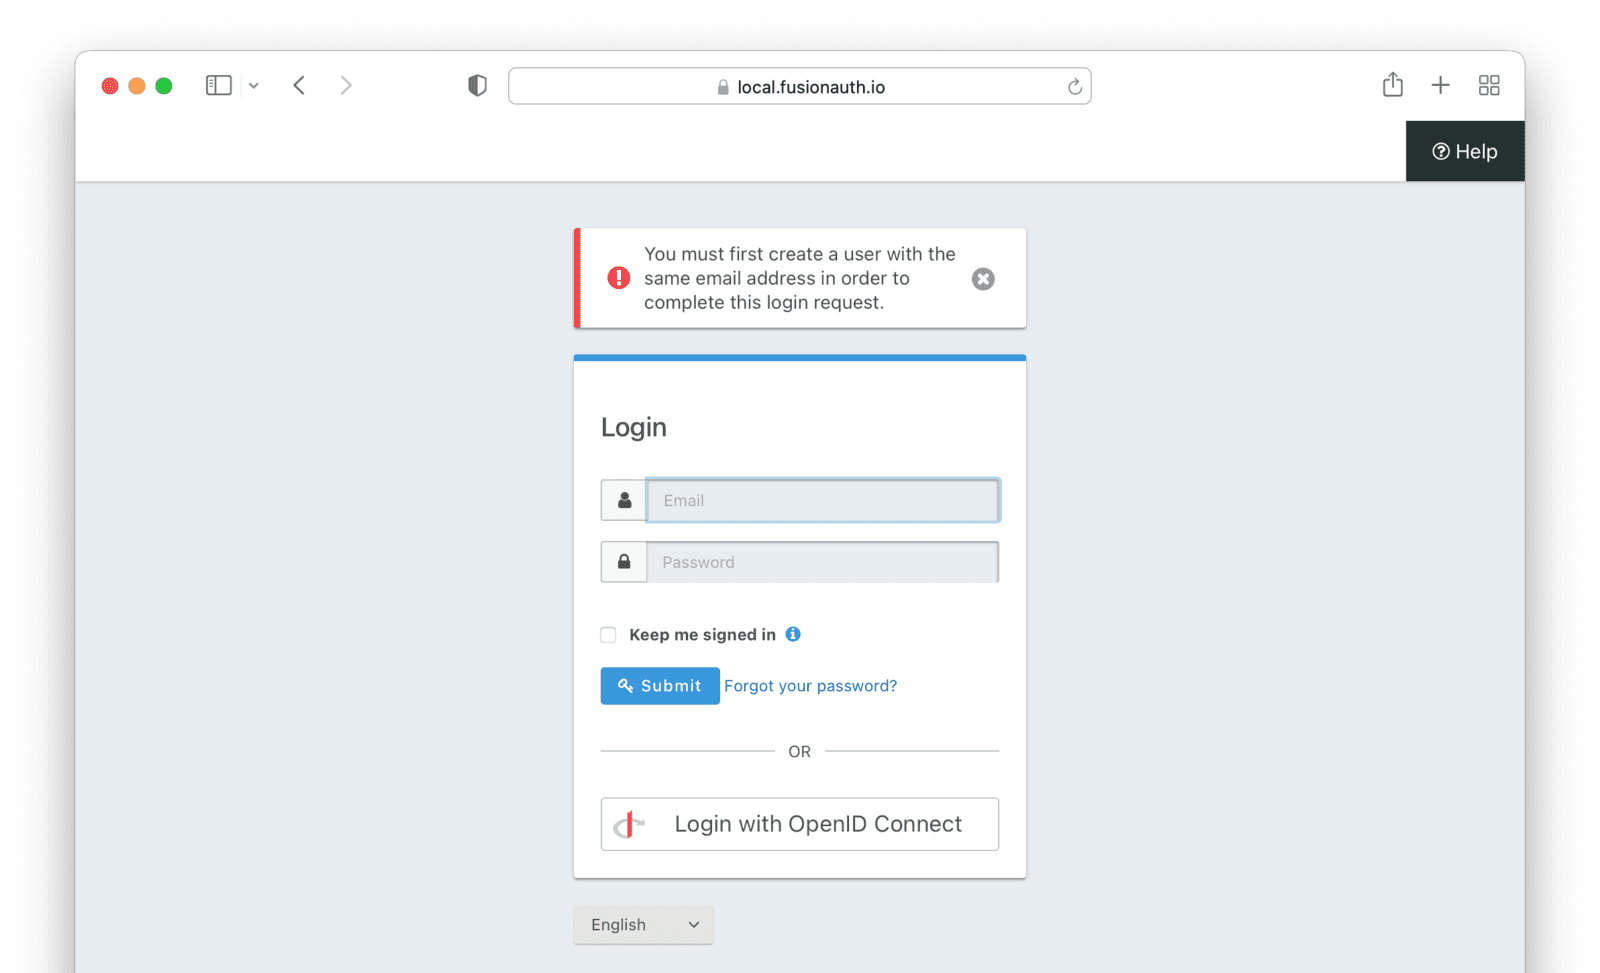 local.fusionauth.io
Help
You must first create a user with the
same email address in order to
complete this login request.
Login
Email
Password
Keep me signed in
Submit Forgot your password?
OR
Login with OpenID Connect
English